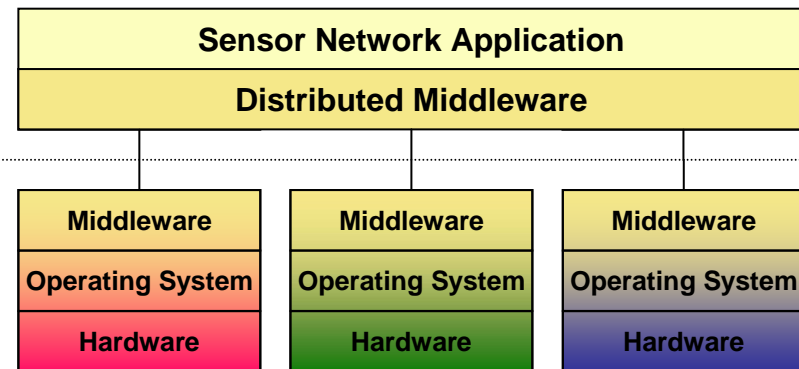 Sensor Network Application
Distributed Middleware
Middleware Middleware Middleware
Operating System Operating System Operating System
Hardware Hardware Hardware